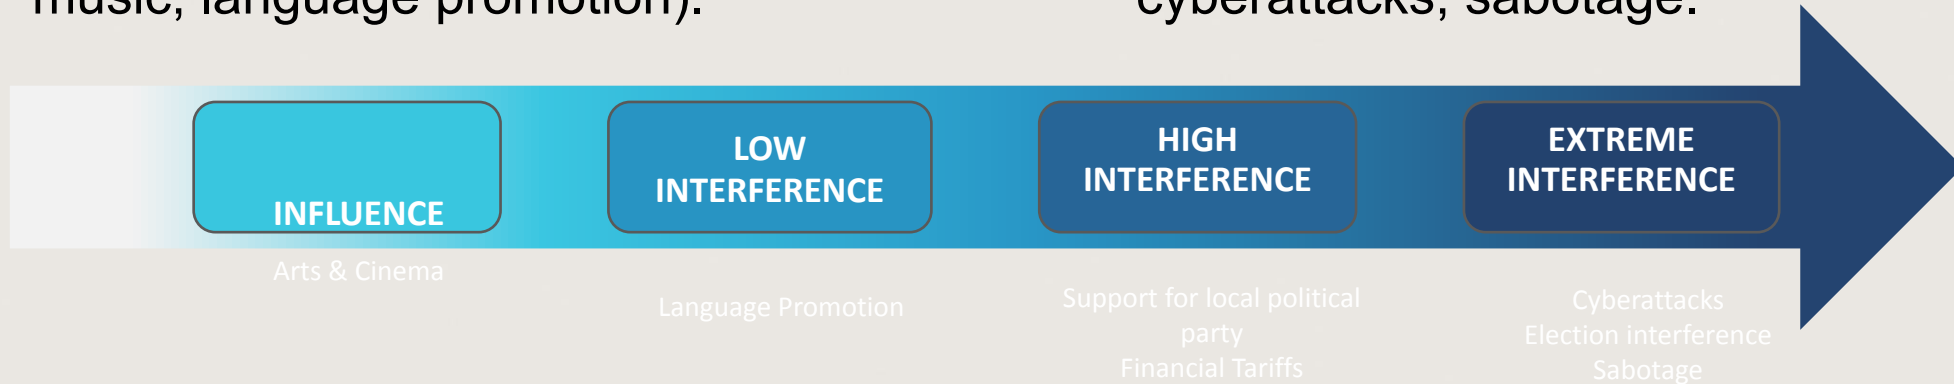 music, language promotion).
cyberattacks, sabotage.
INFLUENCE
Arts & Cinema
LOW
INTERFERENCE
Language Promotion
HIGH
INTERFERENCE
Support for local political
party
Financial Tariffs
EXTREME
INTERFERENCE
Cyberattacks
Election interference
Sabotage